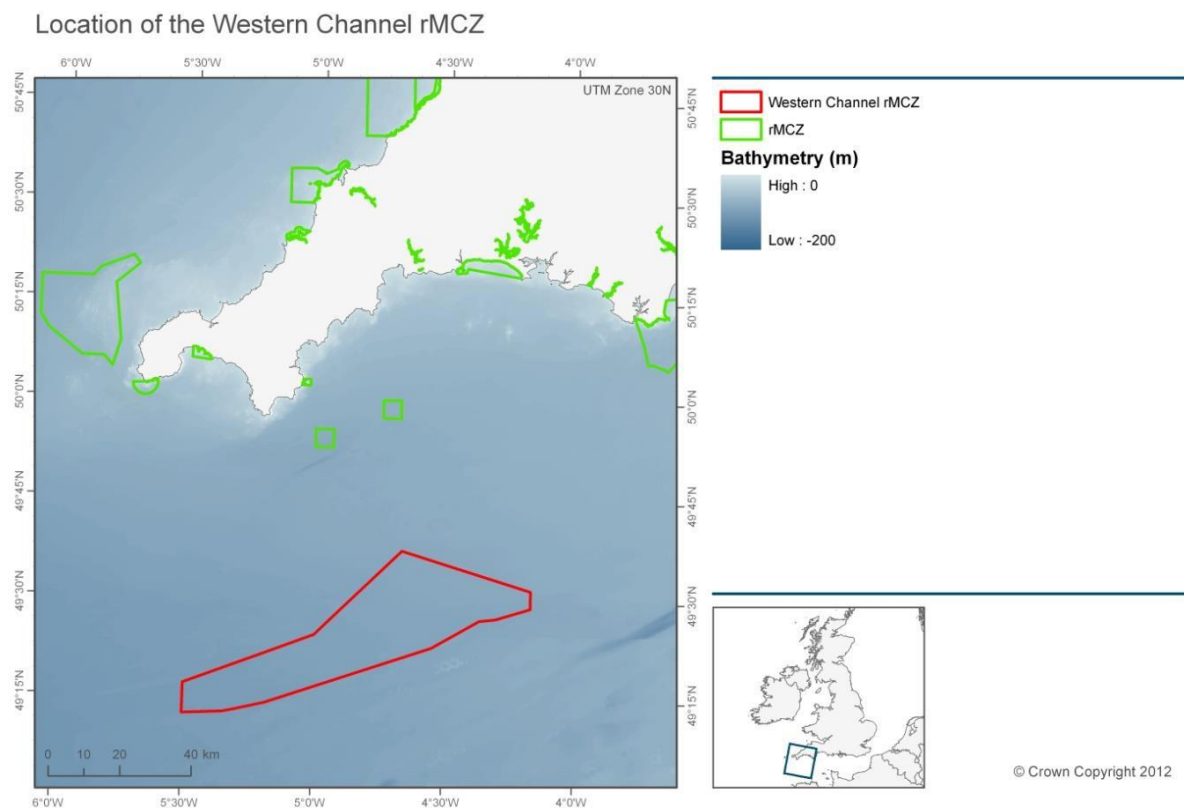 Location of the Western Channel rMCZ
6°0'W 5°30'W 5°0'W 4°30'W 4°0'W
UTM Zone 30N
50°45'N
50°30'N
50°15'N
50°0'N
49°45'N
49°30'N
49°15'N
50°45'N
50°30'N
50°15'N
50°0'N
49°45'N
49°30'N
49°15'N
0 10 20 40 km
6°0'W 5°30'W 5°0'W 4°30'W 4°0'W
Western Channel rMCZ
rMCZ
Bathymetry (m)
High : 0
Low : -200
© Crown Copyright 2012